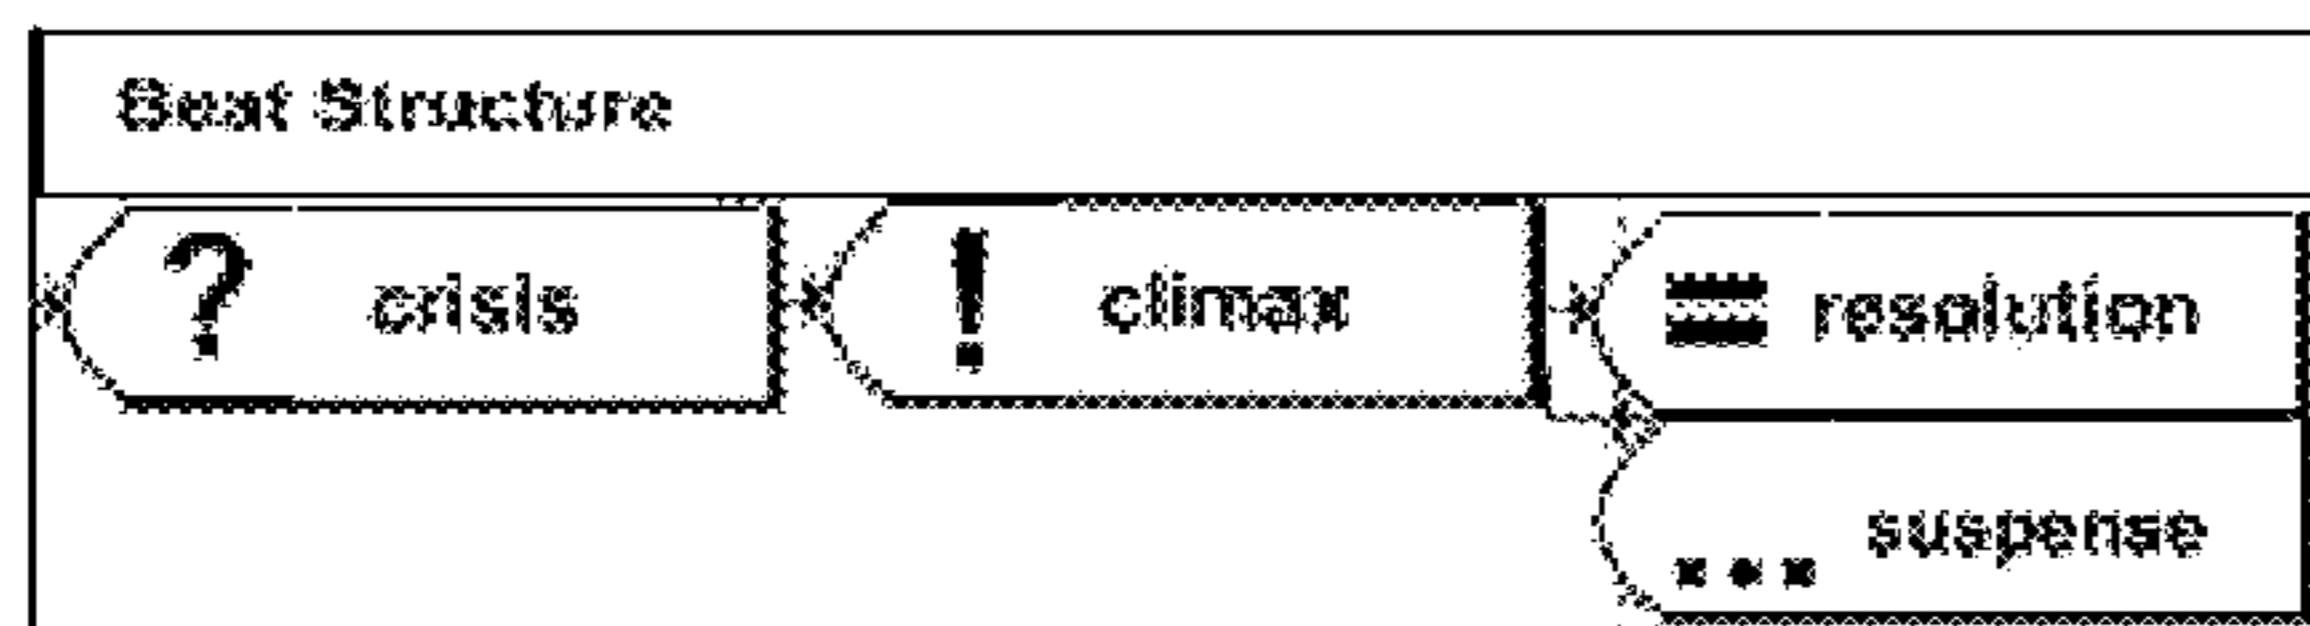 Beat Structure
? crisis
! climax
= resolution
... suspense